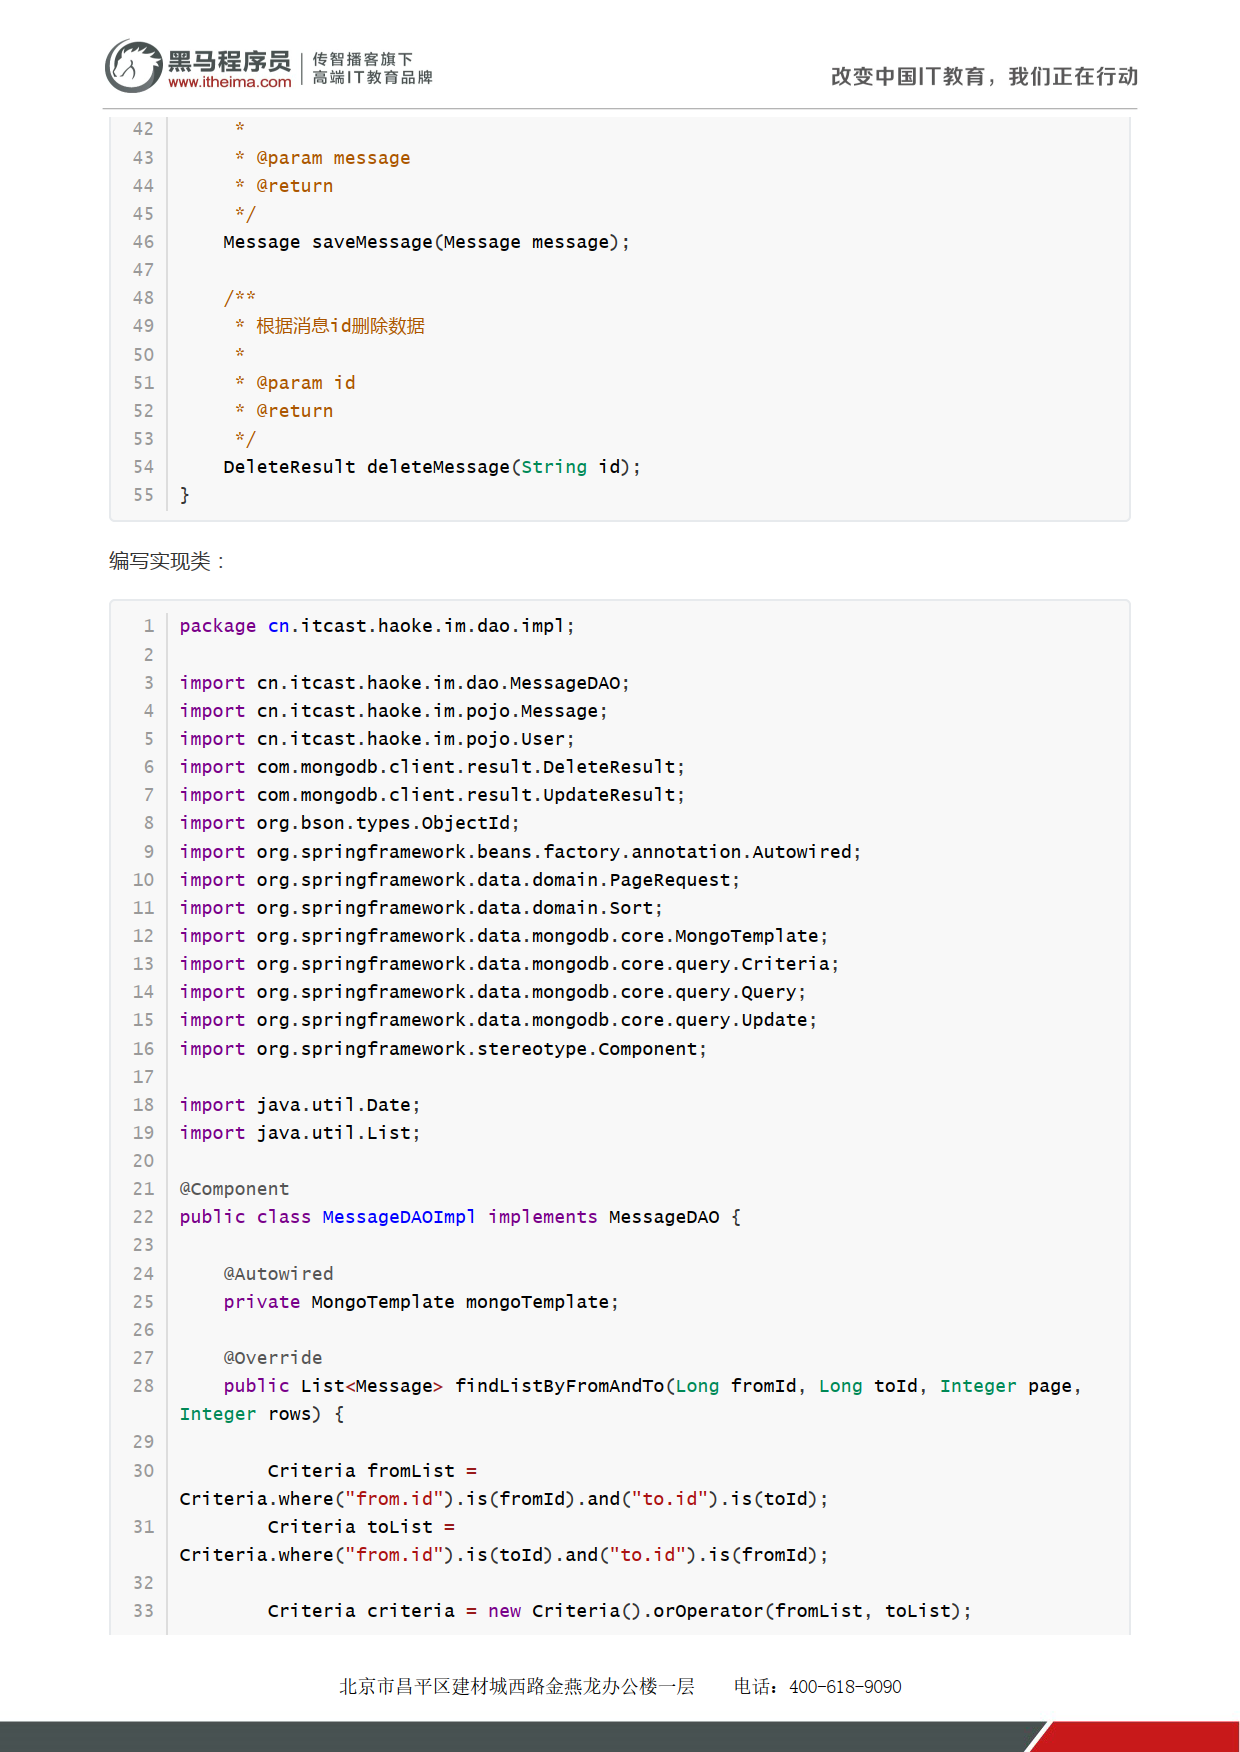 黑马程序员
www.itheima.com
传智播客旗下
高端IT教育品牌
改变中国IT教育，我们正在行动
42      *
43      * @param message
44      * @return
45      */
46     Message saveMessage(Message message);
47
48     /**
49      * 根据消息id删除数据
50      *
51      * @param id
52      * @return
53      */
54     DeleteResult deleteMessage(String id);
55 }
编写实现类：
1 package cn.itcast.haoke.im.dao.impl;
2
3 import cn.itcast.haoke.im.dao.MessageDAO;
4 import cn.itcast.haoke.im.pojo.Message;
5 import cn.itcast.haoke.im.pojo.User;
6 import com.mongodb.client.result.DeleteResult;
7 import com.mongodb.client.result.UpdateResult;
8 import org.bson.types.ObjectId;
9 import org.springframework.beans.factory.annotation.Autowired;
10 import org.springframework.data.domain.PageRequest;
11 import org.springframework.data.domain.Sort;
12 import org.springframework.data.mongodb.core.MongoTemplate;
13 import org.springframework.data.mongodb.core.query.Criteria;
14 import org.springframework.data.mongodb.core.query.Query;
15 import org.springframework.data.mongodb.core.query.Update;
16 import org.springframework.stereotype.Component;
17
18 import java.util.Date;
19 import java.util.List;
20
21 @Component
22 public class MessageDAOImpl implements MessageDAO {
23
24     @Autowired
25     private MongoTemplate mongoTemplate;
26
27     @Override
28     public List<Message> findListByFromAndTo(Long fromId, Long toId, Integer page,
Integer rows) {
29
30         Criteria fromList =
Criteria.where("from.id").is(fromId).and("to.id").is(toId);
31         Criteria toList =
Criteria.where("from.id").is(toId).and("to.id").is(fromId);
32
33         Criteria criteria = new Criteria().orOperator(fromList, toList);
北京市昌平区建材城西路金燕龙办公楼一层 电话：400-618-9090